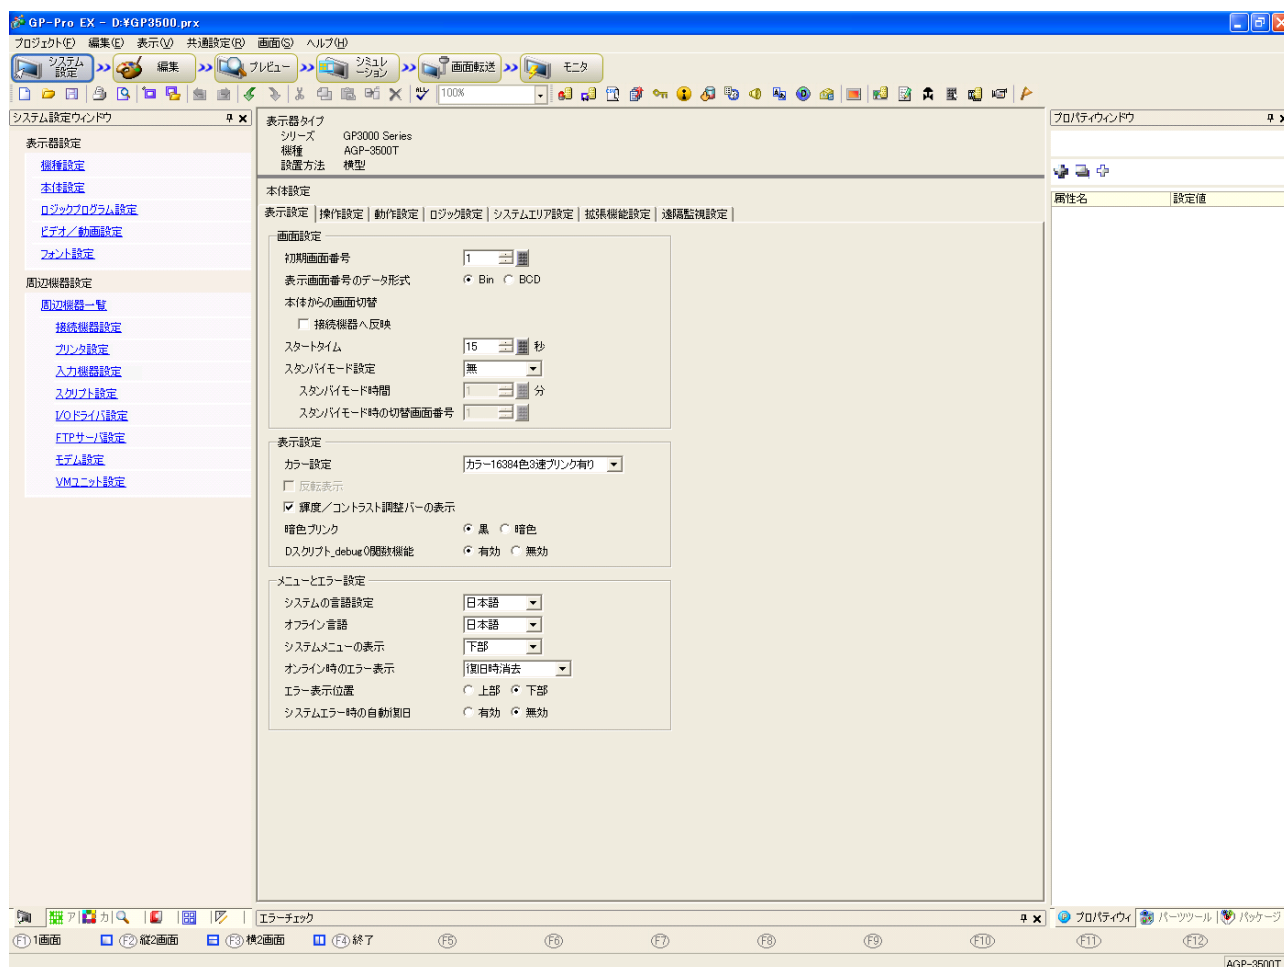 GP-Pro EX - D:¥GP3500.prx
プロジェクト(F) 編集(E) 表示(V) 共通設定(R) 画面(S) ヘルプ(H)
システム設定 編集 プレビュー シミュレーション 画面転送 モニタ
100%
システム設定ウィンドウ
表示器設定
機種設定
本体設定
ロジックプログラム設定
ビデオ／動画設定
フォント設定
周辺機器設定
周辺機器一覧
接続機器設定
プリンタ設定
入力機器設定
スクリプト設定
I/Oドライバ設定
FTPサーバ設定
モデム設定
VMユニット設定
表示器タイプ
シリーズ GP3000 Series
機種 AGP-3500T
設置方法 横型
本体設定
表示設定 操作設定 動作設定 ロジック設定 システムエリア設定 拡張機能設定 遠隔監視設定
画面設定
初期画面番号 1
表示画面番号のデータ形式 Bin BCD
本体からの画面切替
接続機器へ反映
スタートタイム 15 秒
スタンバイモード設定 無
スタンバイモード時間 1 分
スタンバイモード時の切替画面番号 1
表示設定
カラー設定 カラー16384色3速ブリンク有り
反転表示
輝度／コントラスト調整バーの表示
暗色ブリンク 黒 暗色
Dスクリプト_debug()関数機能 有効 無効
メニューとエラー設定
システムの言語設定 日本語
オフライン言語 日本語
システムメニューの表示 下部
オンライン時のエラー表示 復旧時消去
エラー表示位置 上部 下部
システムエラー時の自動復旧 有効 無効
プロパティウィンドウ
属性名 設定値
ア カ
エラーチェック
プロパティウィ パーツツール パッケージ
F1 1画面 F2 縦2画面 F3 横2画面 F4 終了 F5 F6 F7 F8 F9 F10 F11 F12
AGP-3500T